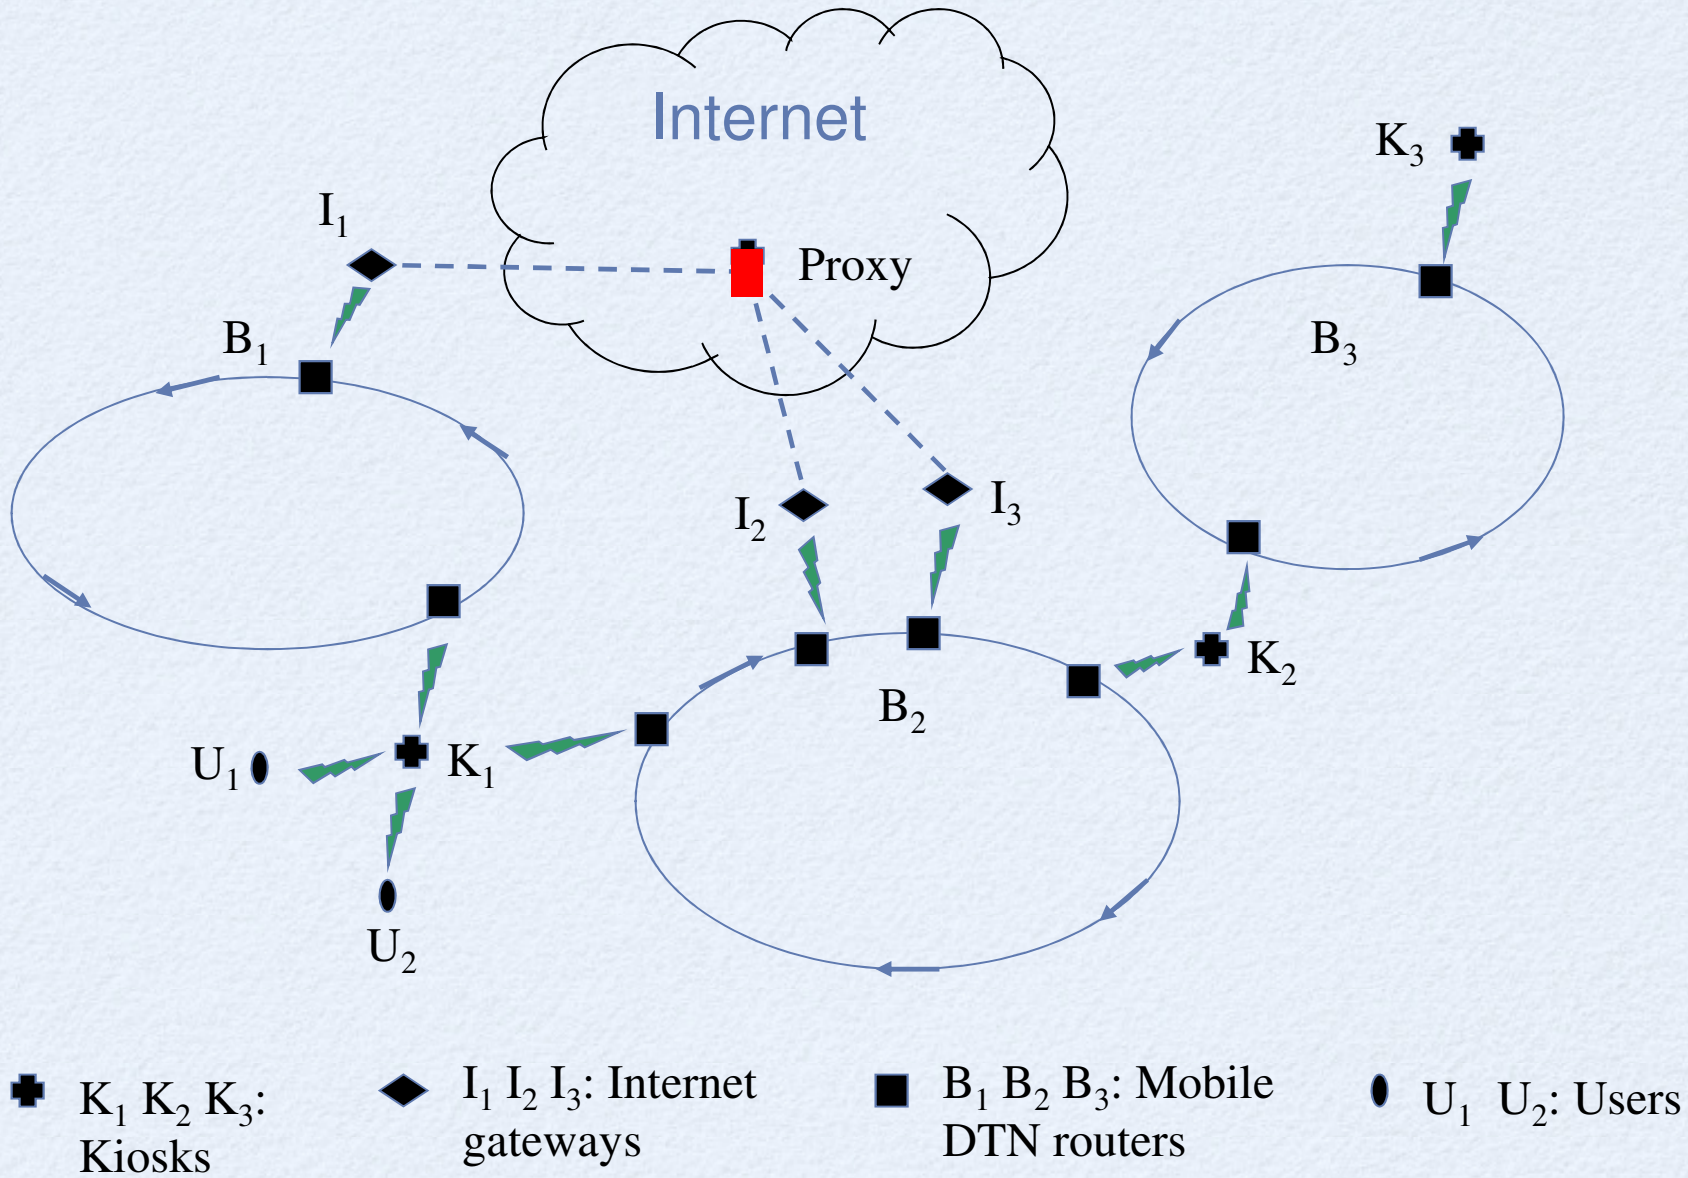 Internet
K₃
I₁
Proxy
B₁
B₃
I₂
I₃
K₂
B₂
U₁
K₁
U₂
K₁ K₂ K₃:
Kiosks
I₁ I₂ I₃: Internet
gateways
B₁ B₂ B₃: Mobile
DTN routers
U₁ U₂: Users